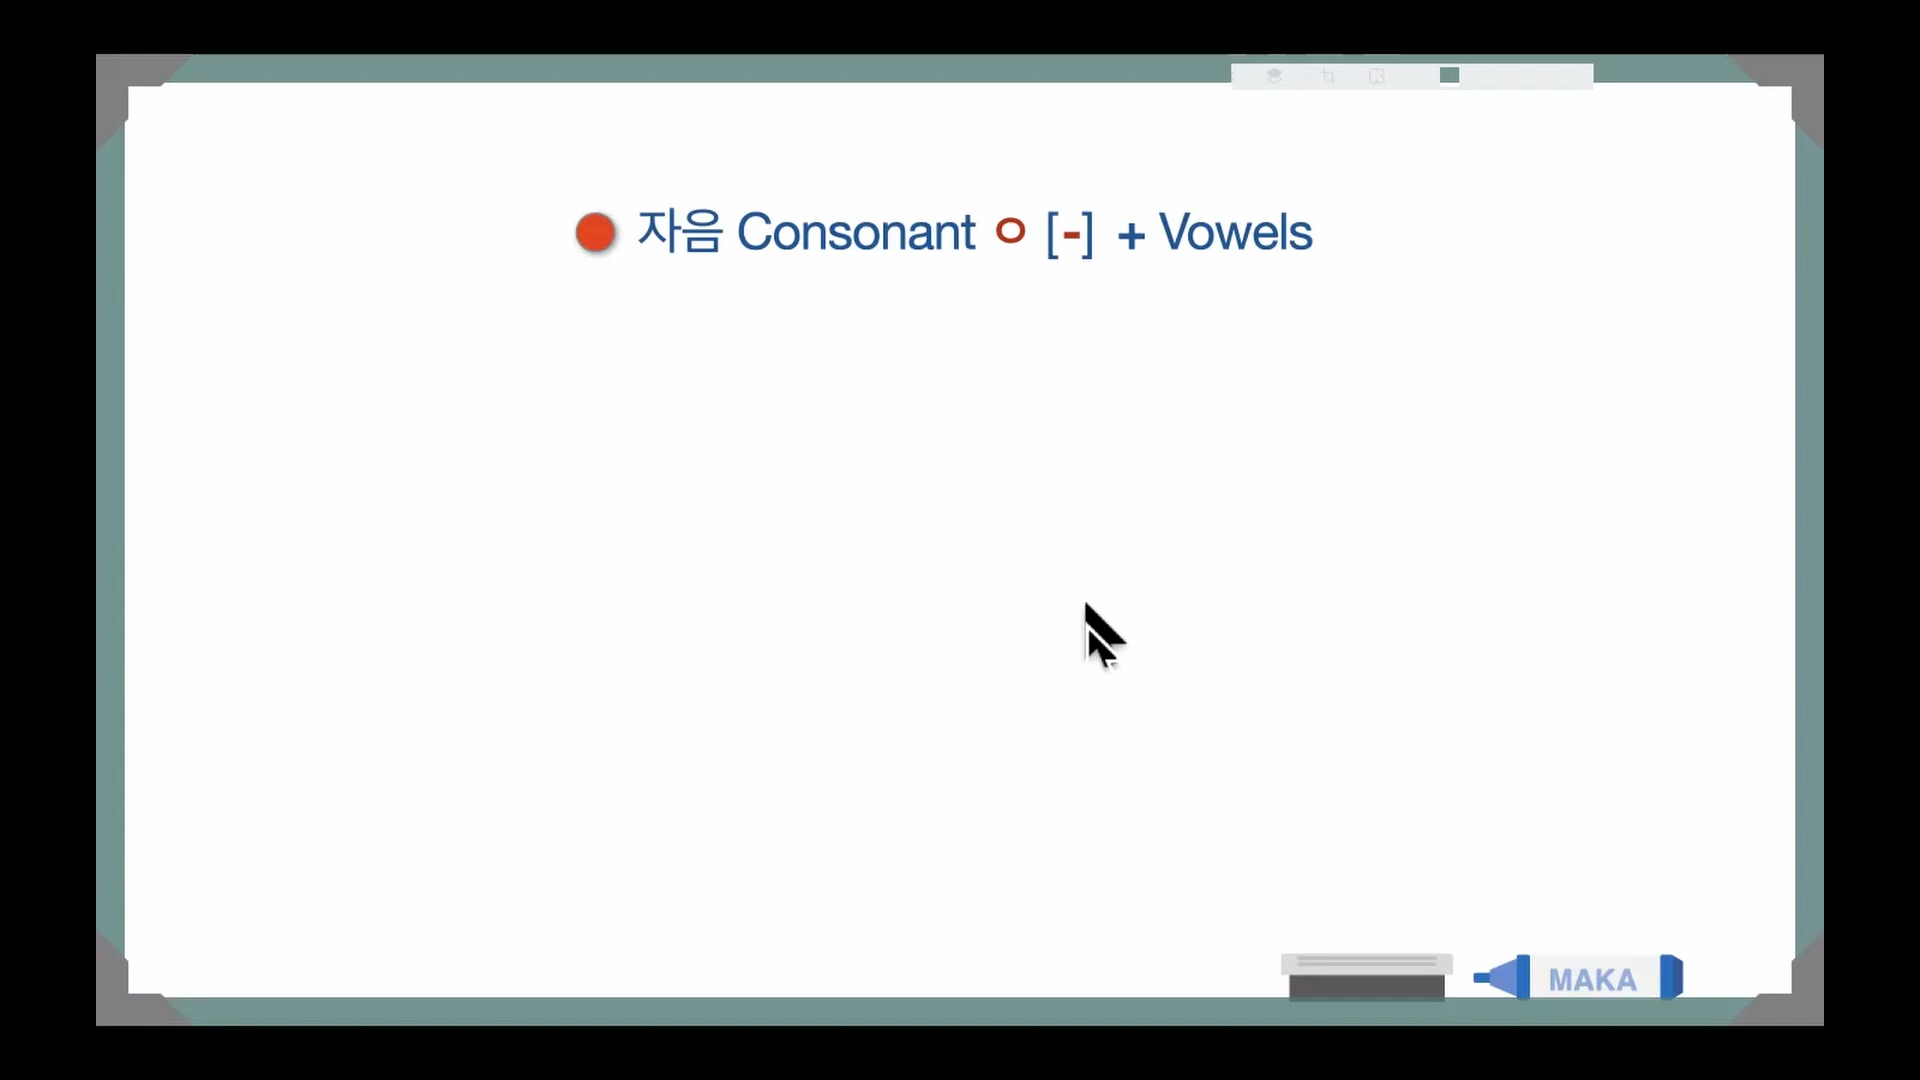 자음 Consonant ㅇ [-] + Vowels
MAKA